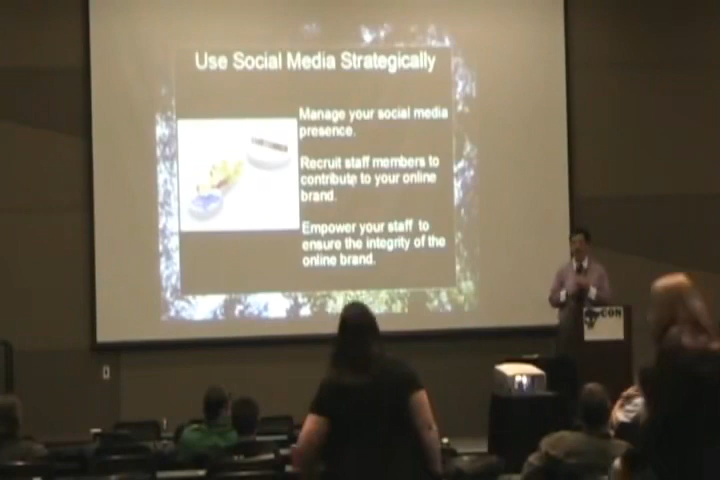 Use Social Media Strategically
Manage your social media
presence.
Recruit staff members to
contribute to your online
brand.
Empower your staff to
ensure the integrity of the
online brand.
CON